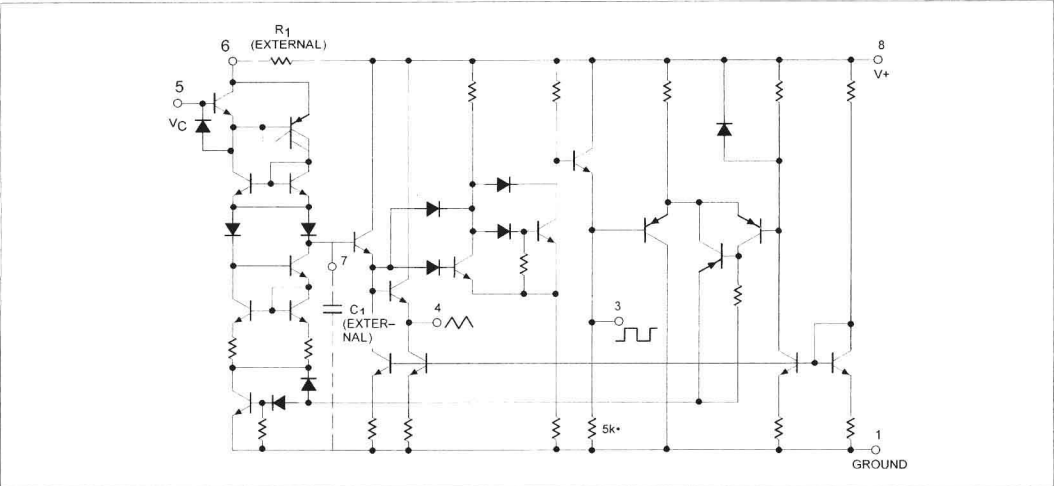 R1
(EXTERNAL)
6
8
V+
5
VC
7
C1
(EXTER–
NAL)
4
3
5k•
1
GROUND